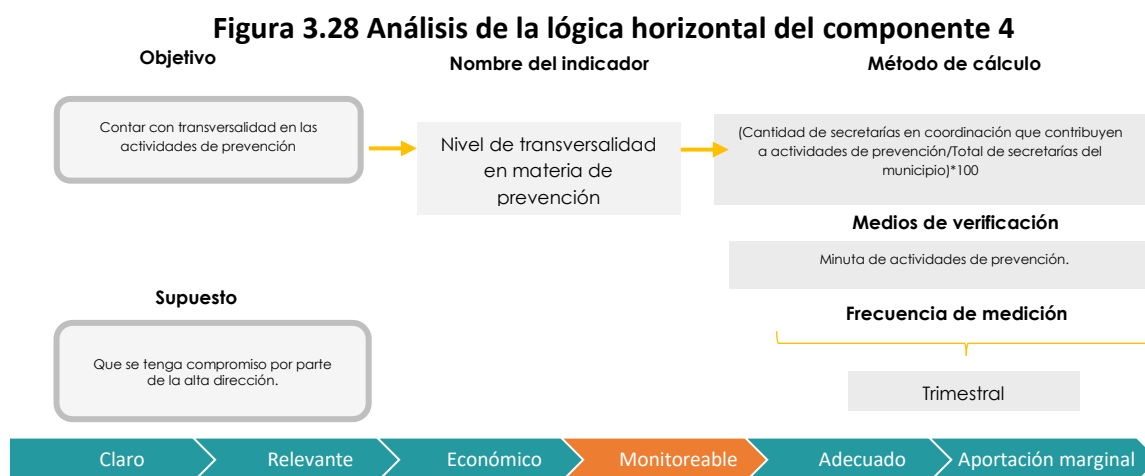 Figura 3.28 Análisis de la lógica horizontal del componente 4
Objetivo
Nombre del indicador
Método de cálculo
Contar con transversalidad en las
actividades de prevención
Nivel de transversalidad
en materia de
prevención
(Cantidad de secretarías en coordinación que contribuyen
a actividades de prevención/Total de secretarías del
municipio)*100
Medios de verificación
Minuta de actividades de prevención.
Supuesto
Frecuencia de medición
Que se tenga compromiso por parte
de la alta dirección.
Trimestral
Claro
Relevante
Económico
Monitoreable
Adecuado
Aportación marginal